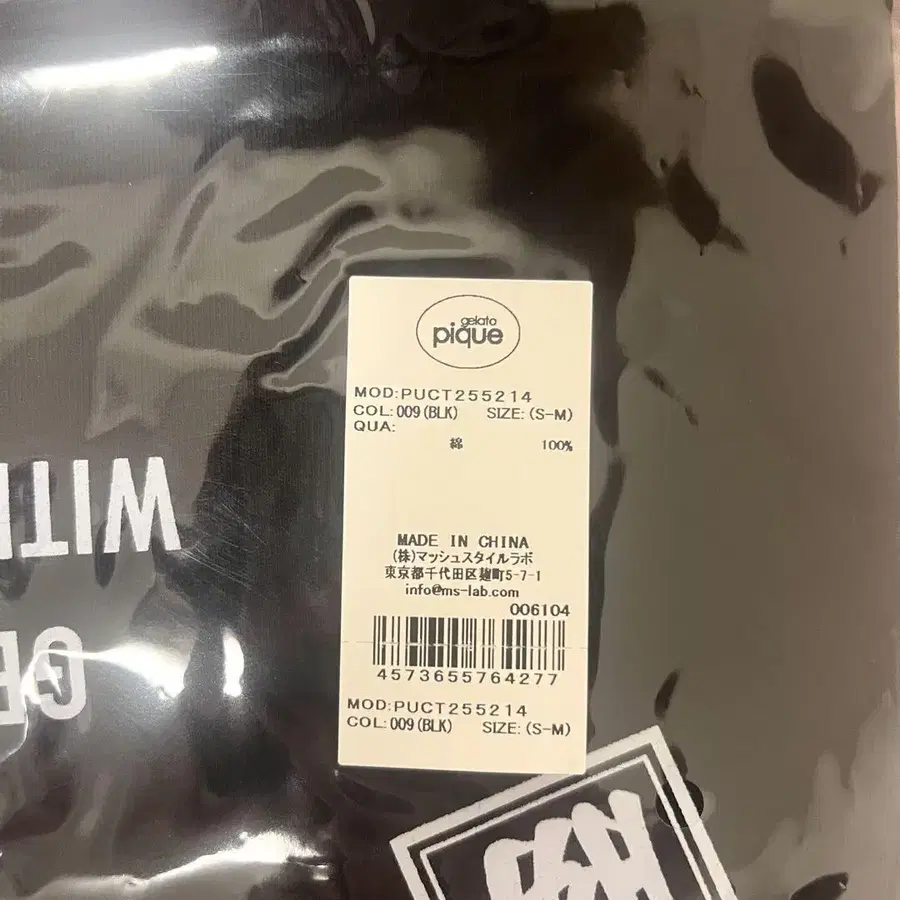 gelato
pique
MOD:PUCT255214
COL:009(BLK) SIZE:(S-M)
QUA:
綿 100%
MADE IN CHINA
(株)マッシュスタイルラボ
東京都千代田区麹町5-7-1
info@ms-lab.com
006104
4573655764277
MOD:PUCT255214
COL:009(BLK) SIZE:(S-M)